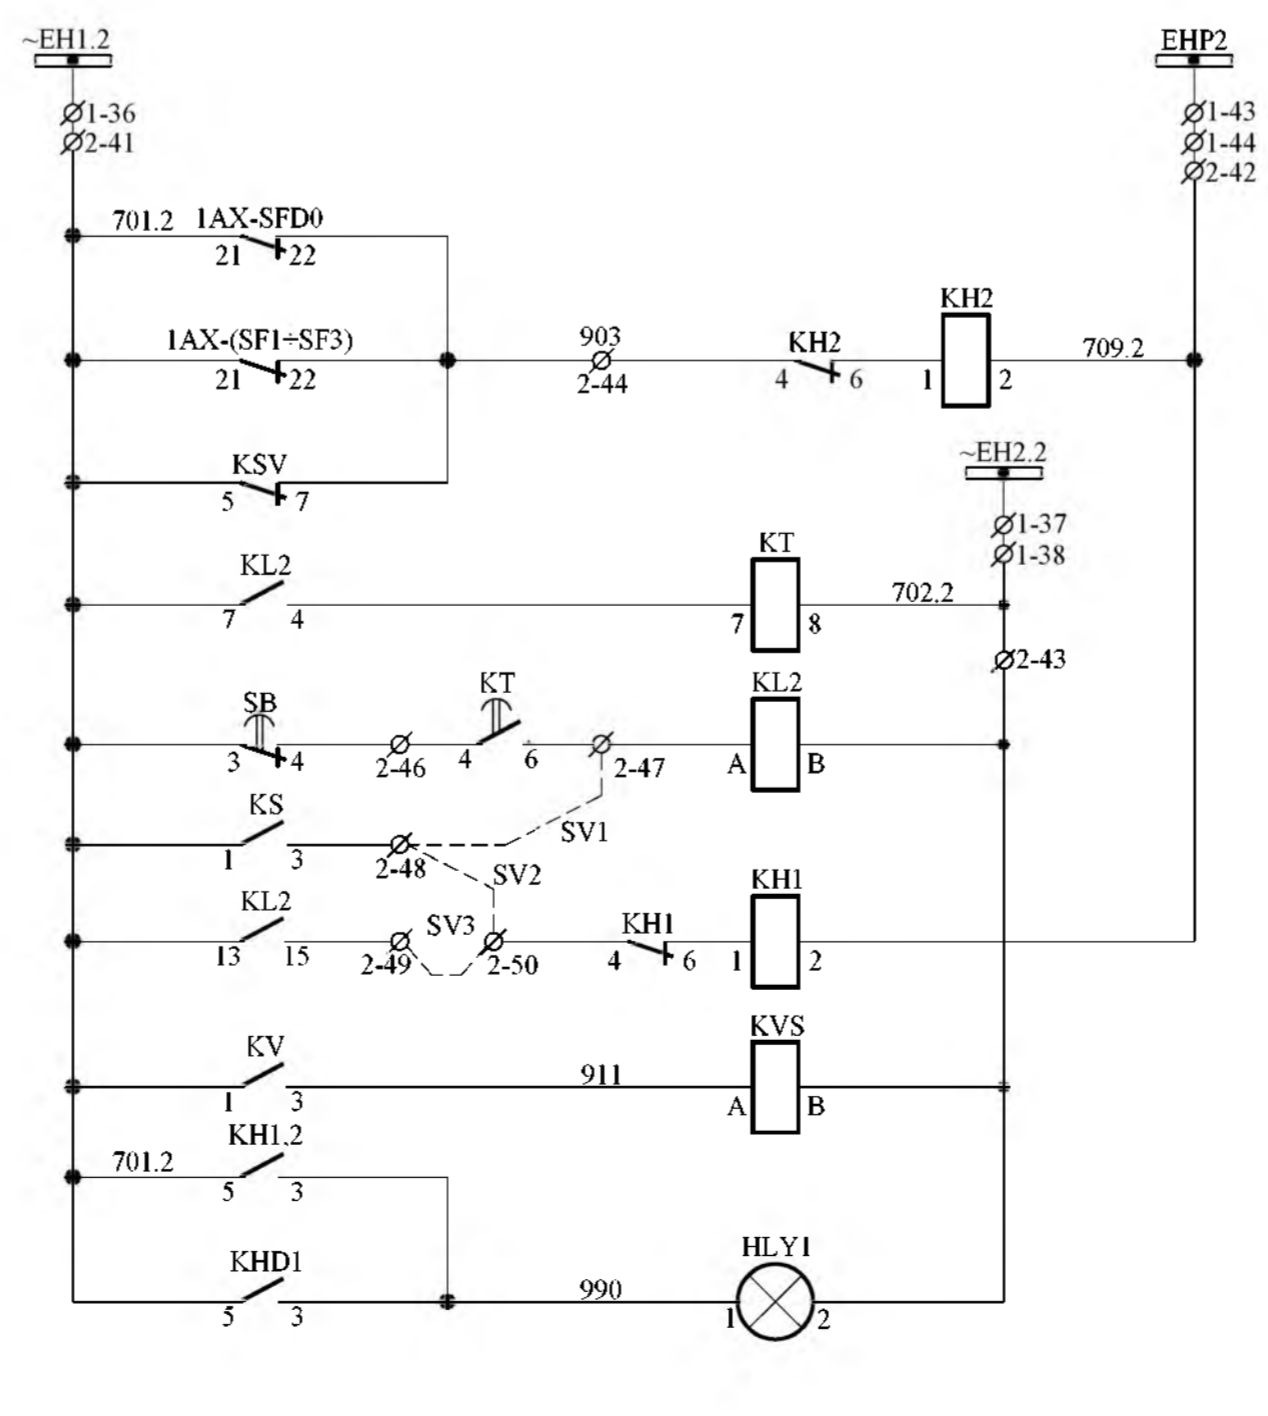 ~EH1.2
EHP2
1-36
2-41
1-43
1-44
2-42
701.2
1AX-SFD0
21
22
1AX-(SF1÷SF3)
21
22
903
2-44
KH2
4
6
KH2
1
2
709.2
KSV
5
7
~EH2.2
1-37
1-38
KL2
7
4
KT
7
8
702.2
2-43
SB
3
4
2-46
KT
4
6
2-47
KL2
A
B
KS
1
3
2-48
SV1
SV2
KL2
13
15
2-49
SV3
2-50
KH1
4
6
KH1
1
2
KV
1
3
911
KVS
A
B
701.2
KH1,2
5
3
KHD1
5
3
990
HLY1
1
2